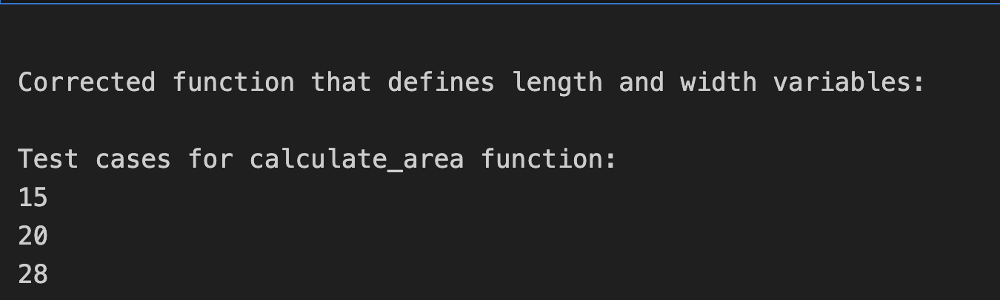 Corrected function that defines length and width variables:
Test cases for calculate_area function:
15
20
28